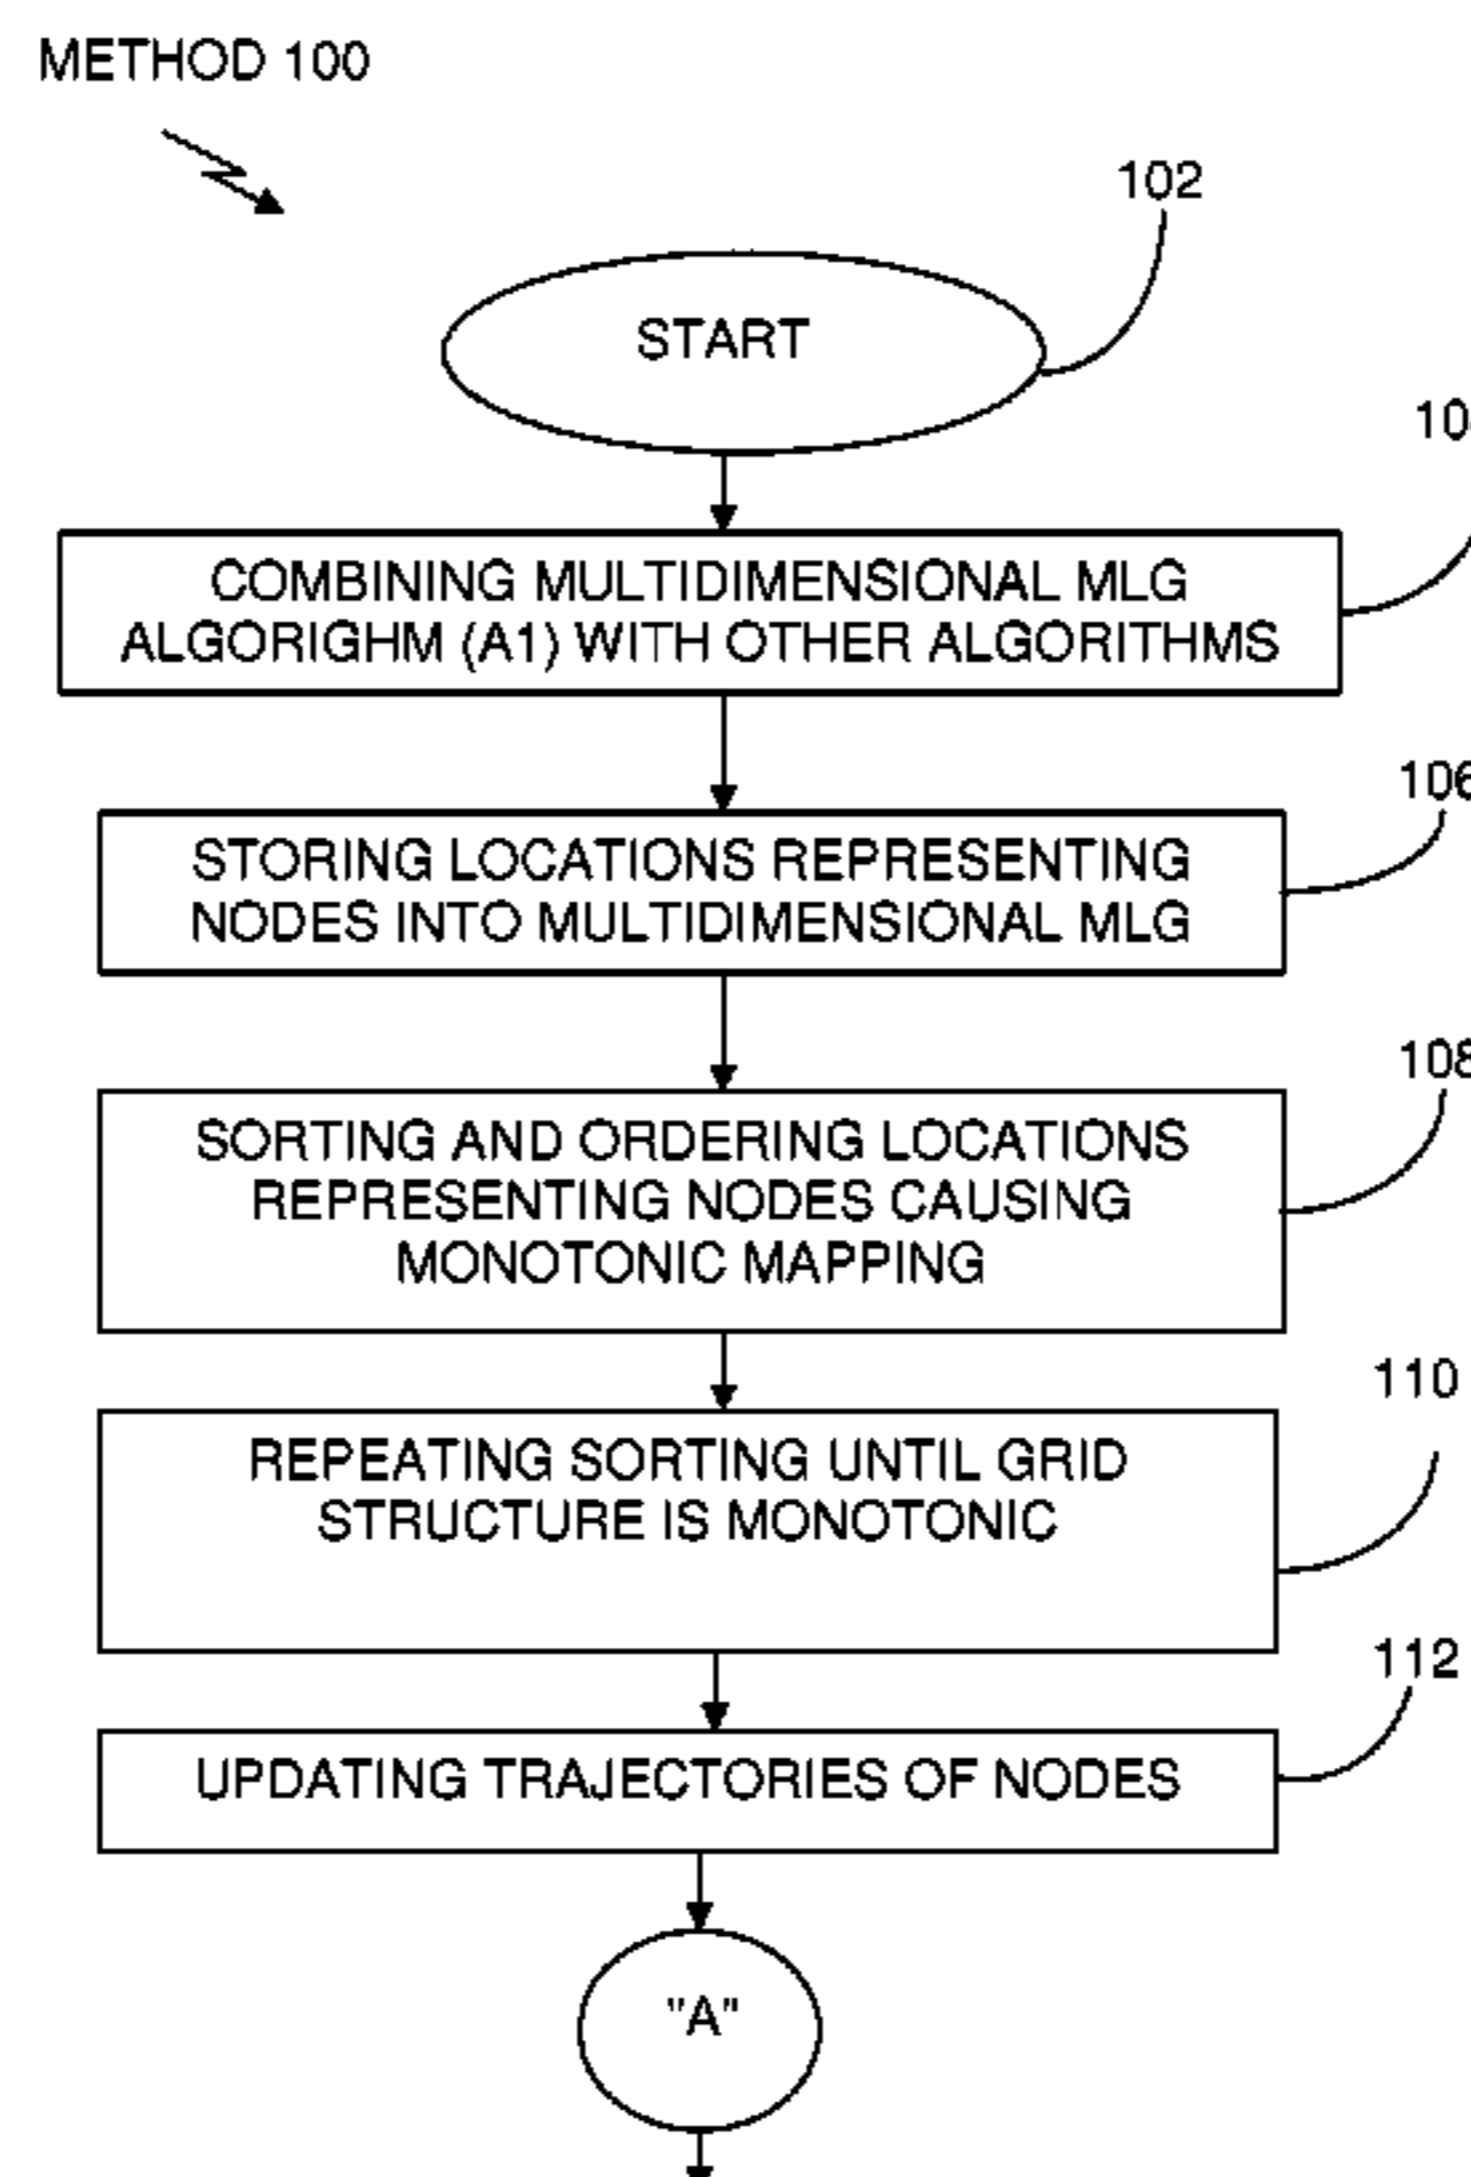 METHOD 100
102
START
COMBINING MULTIDIMENSIONAL MLG
ALGORIGHM (A1) WITH OTHER ALGORITHMS
106
STORING LOCATIONS REPRESENTING
NODES INTO MULTIDIMENSIONAL MLG
108
SORTING AND ORDERING LOCATIONS
REPRESENTING NODES CAUSING
MONOTONIC MAPPING
110
REPEATING SORTING UNTIL GRID
STRUCTURE IS MONOTONIC
112
UPDATING TRAJECTORIES OF NODES
"A"